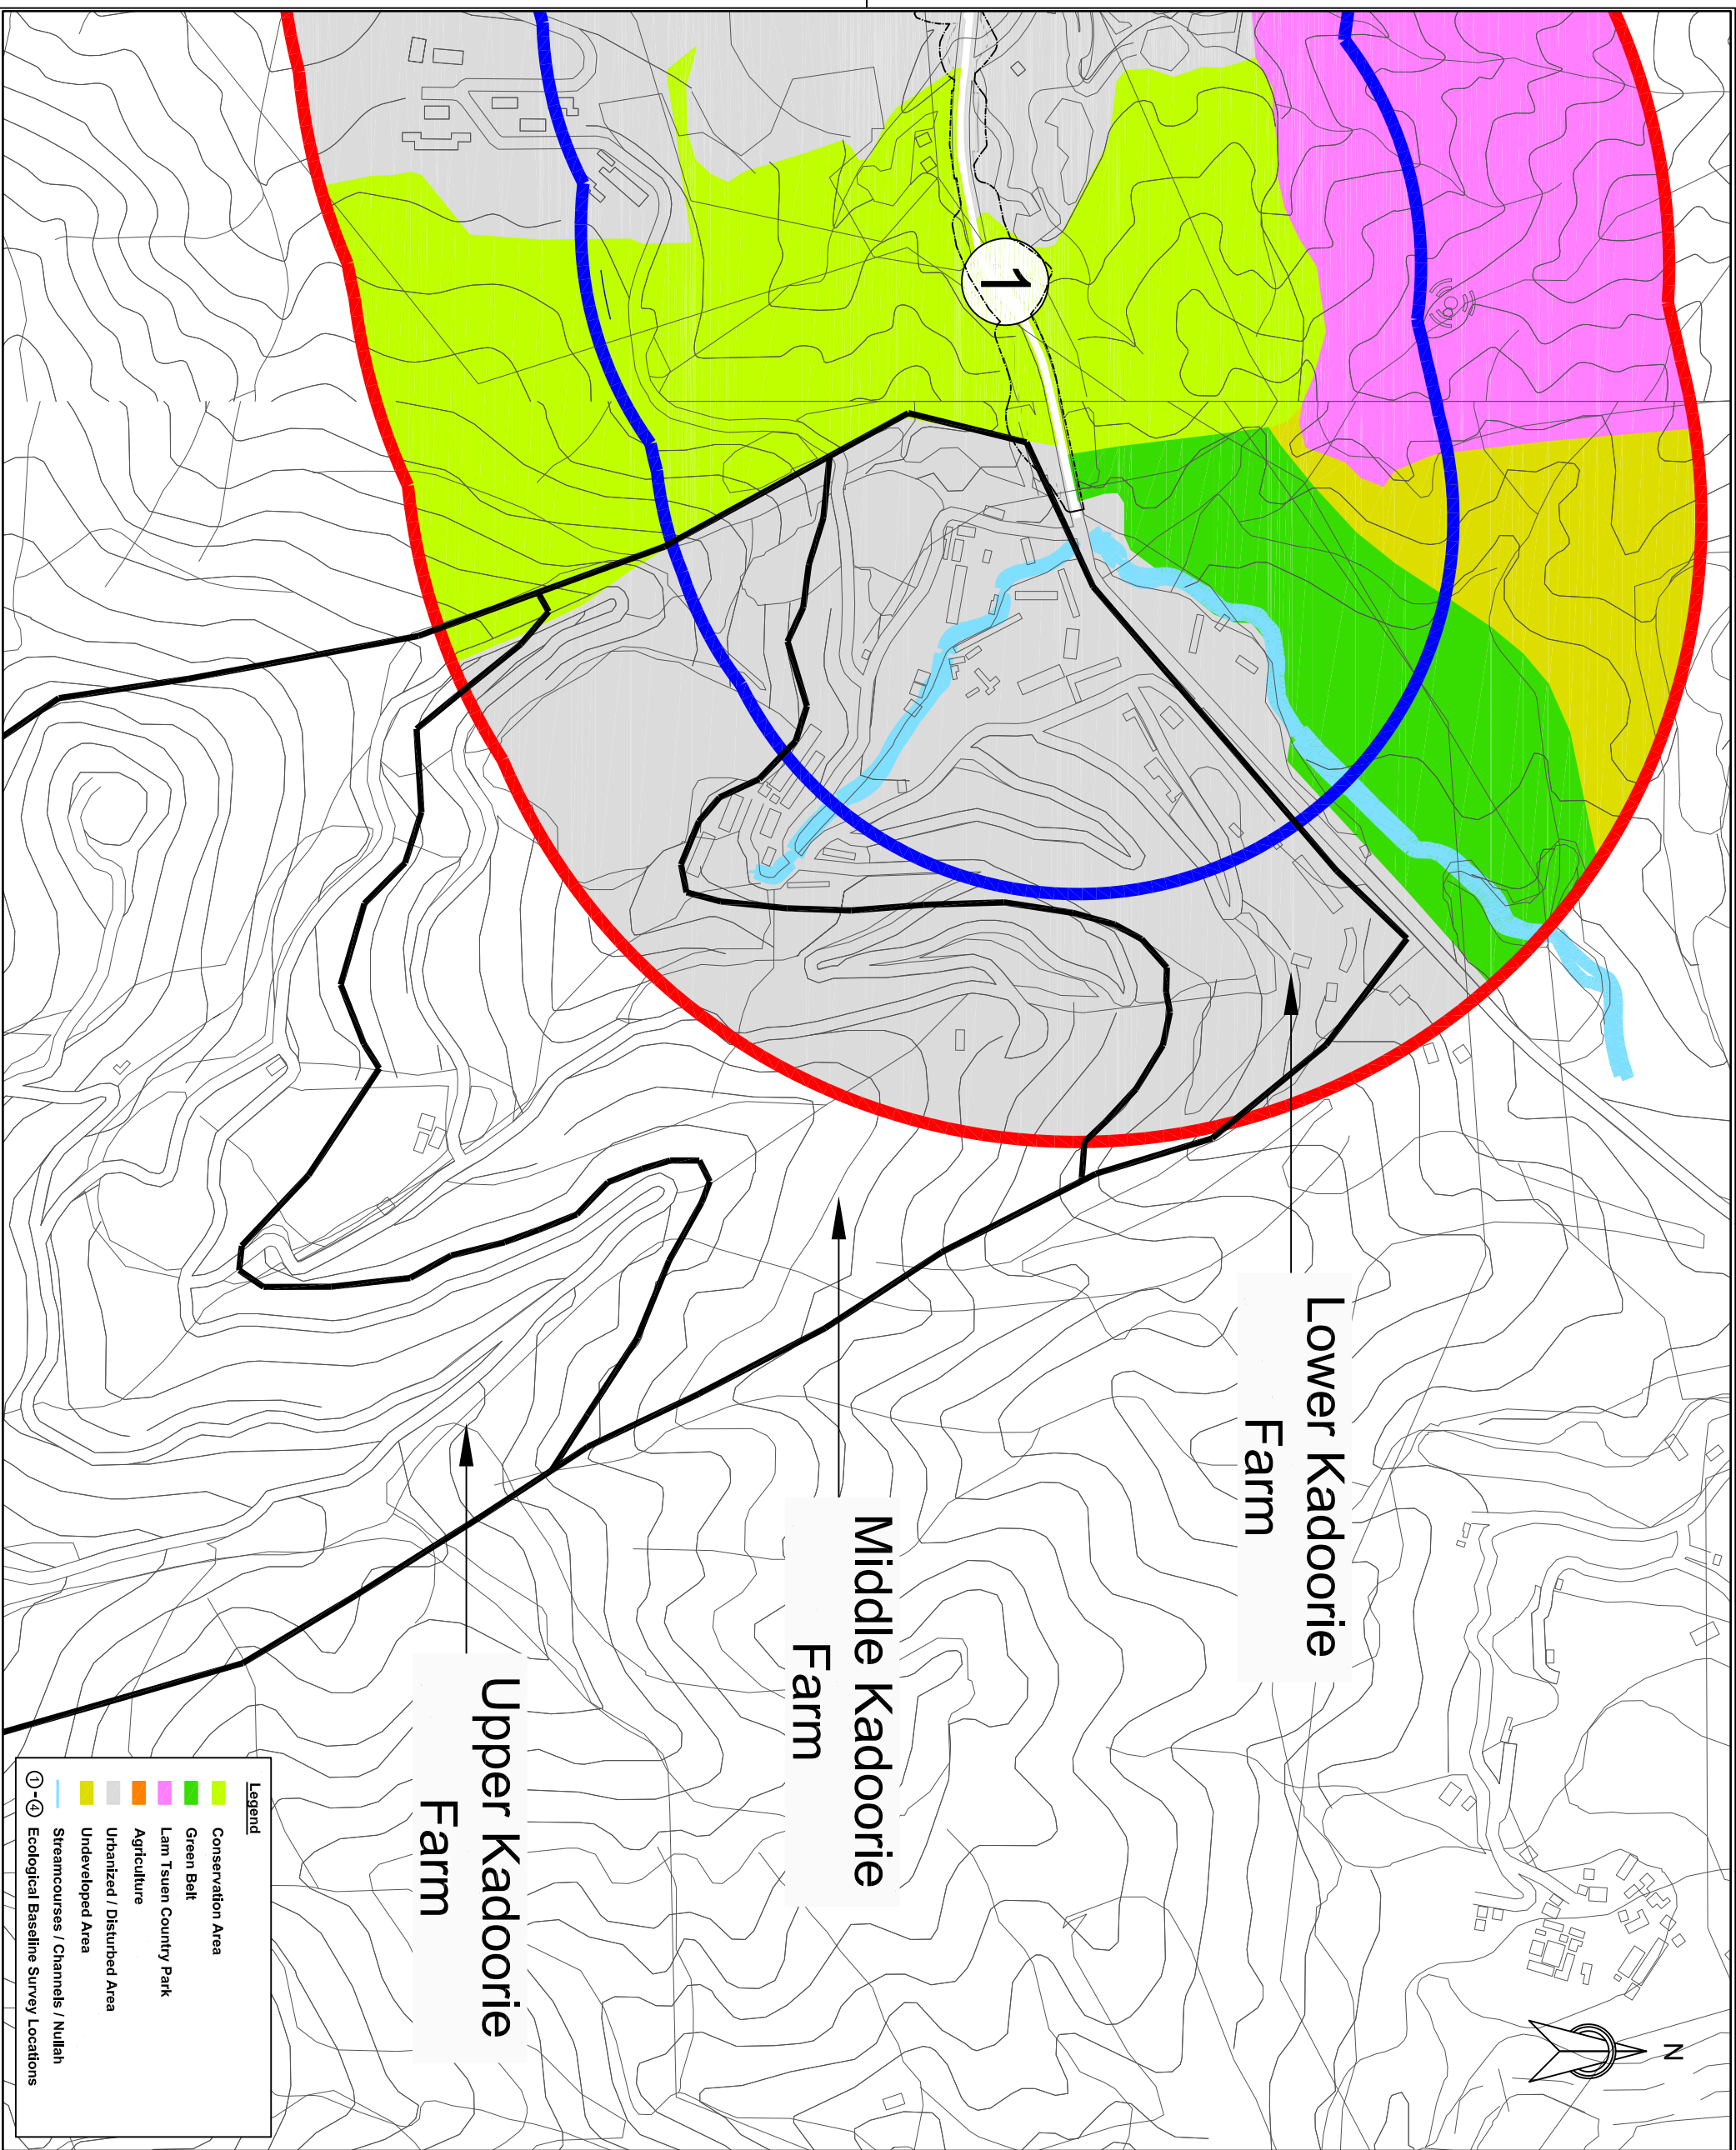 N
1
Lower Kadoorie
Farm
Middle Kadoorie
Farm
Upper Kadoorie
Farm
Legend
Conservation Area
Green Belt
Lam Tsuen Country Park
Agriculture
Urbanized / Disturbed Area
Undeveloped Area
Streamcourses / Channels / Nullah
1 - 4 Ecological Baseline Survey Locations